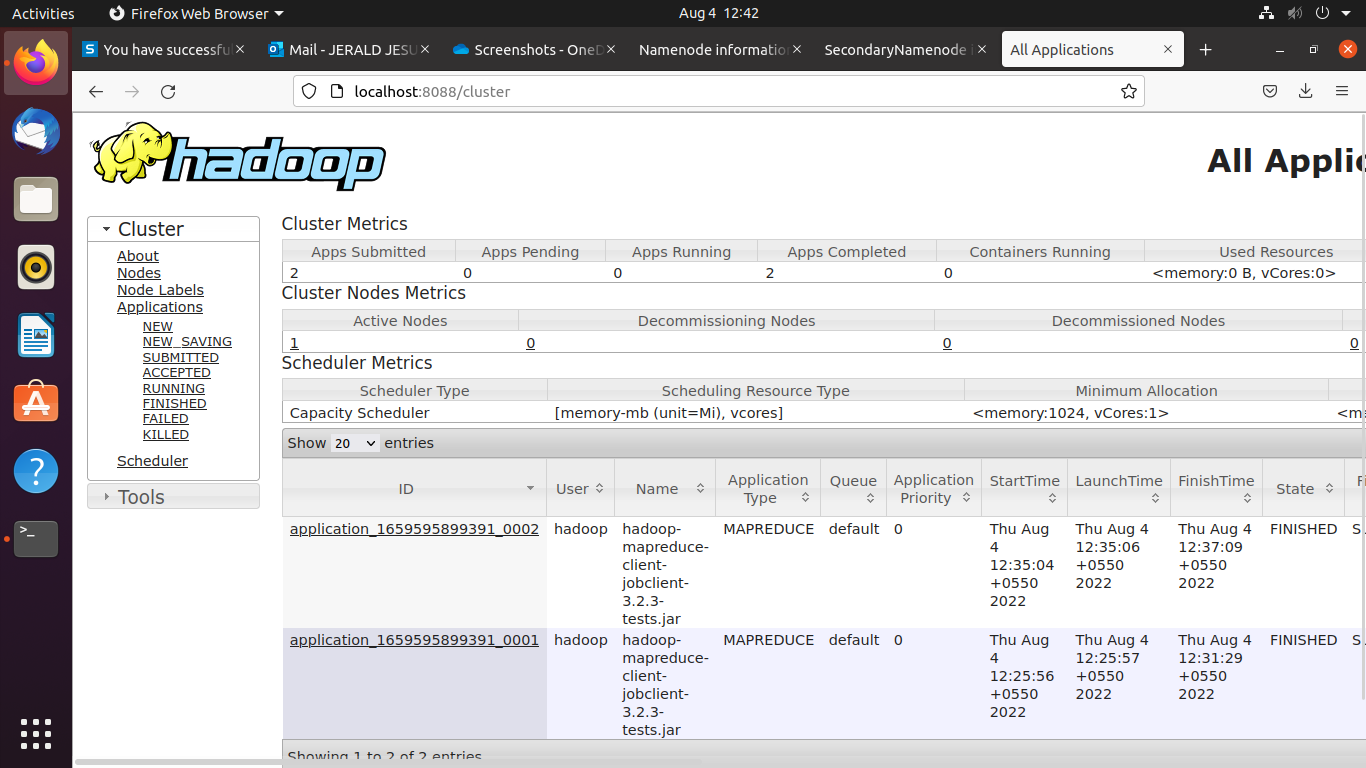 Activities Firefox Web Browser Aug 4 12:42
You have successfu Mail - JERALD JESU Screenshots - OneD Namenode informatio SecondaryNamenode All Applications
localhost:8088/cluster
hadoop
All Applic
Cluster
About
Nodes
Node Labels
Applications
NEW
NEW_SAVING
SUBMITTED
ACCEPTED
RUNNING
FINISHED
FAILED
KILLED
Scheduler
Tools
Cluster Metrics
Apps Submitted Apps Pending Apps Running Apps Completed Containers Running Used Resources
2 0 0 2 0 <memory:0 B, vCores:0>
Cluster Nodes Metrics
Active Nodes Decommissioning Nodes Decommissioned Nodes
1 0 0 0
Scheduler Metrics
Scheduler Type Scheduling Resource Type Minimum Allocation
Capacity Scheduler [memory-mb (unit=Mi), vcores] <memory:1024, vCores:1> <me
Show 20 entries
ID User Name Application Type Queue Application Priority StartTime LaunchTime FinishTime State Fi
application_1659595899391_0002 hadoop hadoop- MAPREDUCE default 0 Thu Aug Thu Aug 4 Thu Aug 4 FINISHED S
mapreduce- 4 12:35:06 12:37:09
client- 12:35:04 +0550 +0550
jobclient- +0550 2022 2022
3.2.3- 2022
tests.jar
application_1659595899391_0001 hadoop hadoop- MAPREDUCE default 0 Thu Aug Thu Aug 4 Thu Aug 4 FINISHED S
mapreduce- 4 12:25:57 12:31:29
client- 12:25:56 +0550 +0550
jobclient- +0550 2022 2022
3.2.3- 2022
tests.jar
Showing 1 to 2 of 2 entries